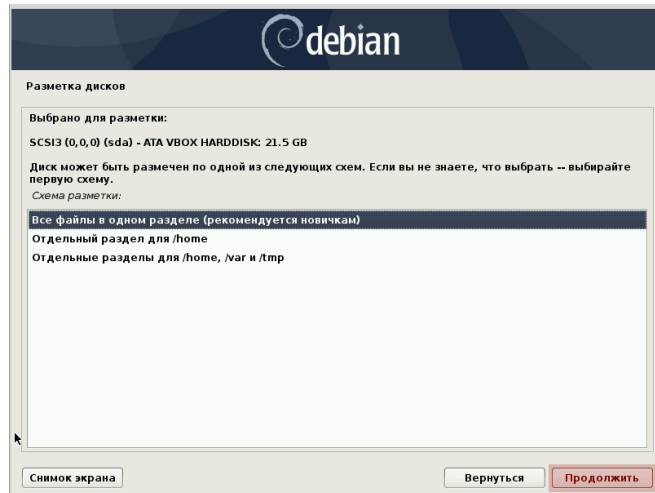 debian
Разметка дисков
Выбрано для разметки:
SCSI3 (0,0,0) (sda) - ATA VBOX HARDDISK: 21.5 GB
Диск может быть размечен по одной из следующих схем. Если вы не знаете, что выбрать -- выбирайте
первую схему.
Схема разметки:
Все файлы в одном разделе (рекомендуется новичкам)
Отдельный раздел для /home
Отдельные разделы для /home, /var и /tmp
Снимок экрана
Вернуться
Продолжить